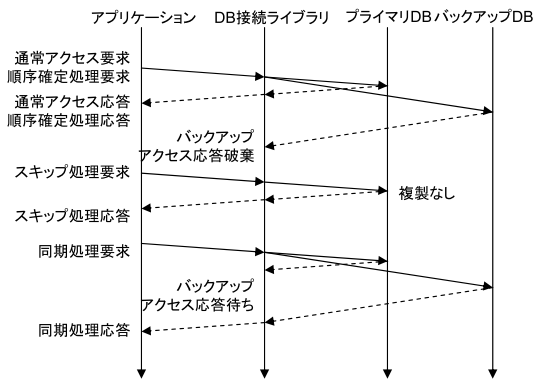 アプリケーション DB接続ライブラリ プライマリDB バックアップDB
通常アクセス要求
順序確定処理要求
通常アクセス応答
順序確定処理応答
バックアップ
アクセス応答破棄
スキップ処理要求
複製なし
スキップ処理応答
同期処理要求
バックアップ
アクセス応答待ち
同期処理応答